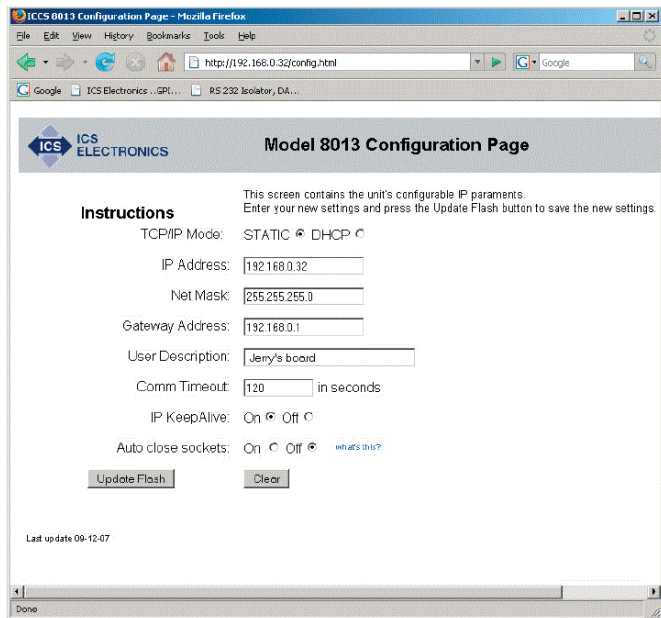 ICCS 8013 Configuration Page - Mozilla Firefox
File Edit View History Bookmarks Tools Help
http://192.168.0.32/config.html
Google
Google ICS Electronics ..GPI... RS 232 Isolator, DA...
ICS
ICS
ELECTRONICS
Model 8013 Configuration Page
This screen contains the unit's configurable IP paraments.
Instructions
Enter your new settings and press the Update Flash button to save the new settings.
TCP/IP Mode: STATIC DHCP
IP Address: 192.168.0.32
Net Mask: 255.255.255.0
Gateway Address: 192.168.0.1
User Description: Jerry's board
Comm Timeout: 120 in seconds
IP KeepAlive: On Off
Auto close sockets: On Off what's this?
Update Flash Clear
Last update 09-12-07
Done